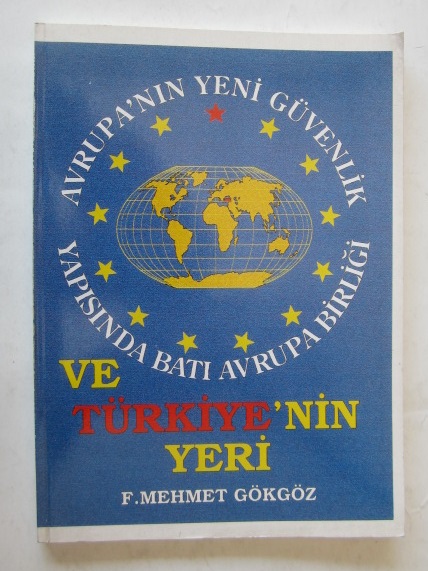 AVRUPA'NIN YENİ GÜVENLİK
YAPISINDA BATI AVRUPA BİRLİĞİ
VE
TÜRKİYE'NİN
YERİ
F.MEHMET GÖKGÖZ